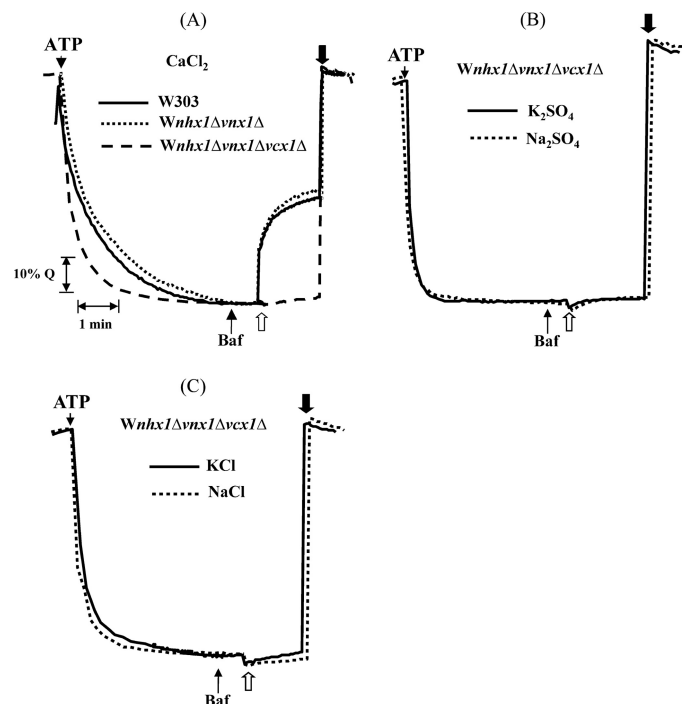 (A)
ATP
CaCl₂
W303
Wnhx1Δvnx1Δ
Wnhx1Δvnx1Δvcx1Δ
10% Q
1 min
Baf
(B)
ATP
Wnhx1Δvnx1Δvcx1Δ
K₂SO₄
Na₂SO₄
Baf
(C)
ATP
Wnhx1Δvnx1Δvcx1Δ
KCl
NaCl
Baf